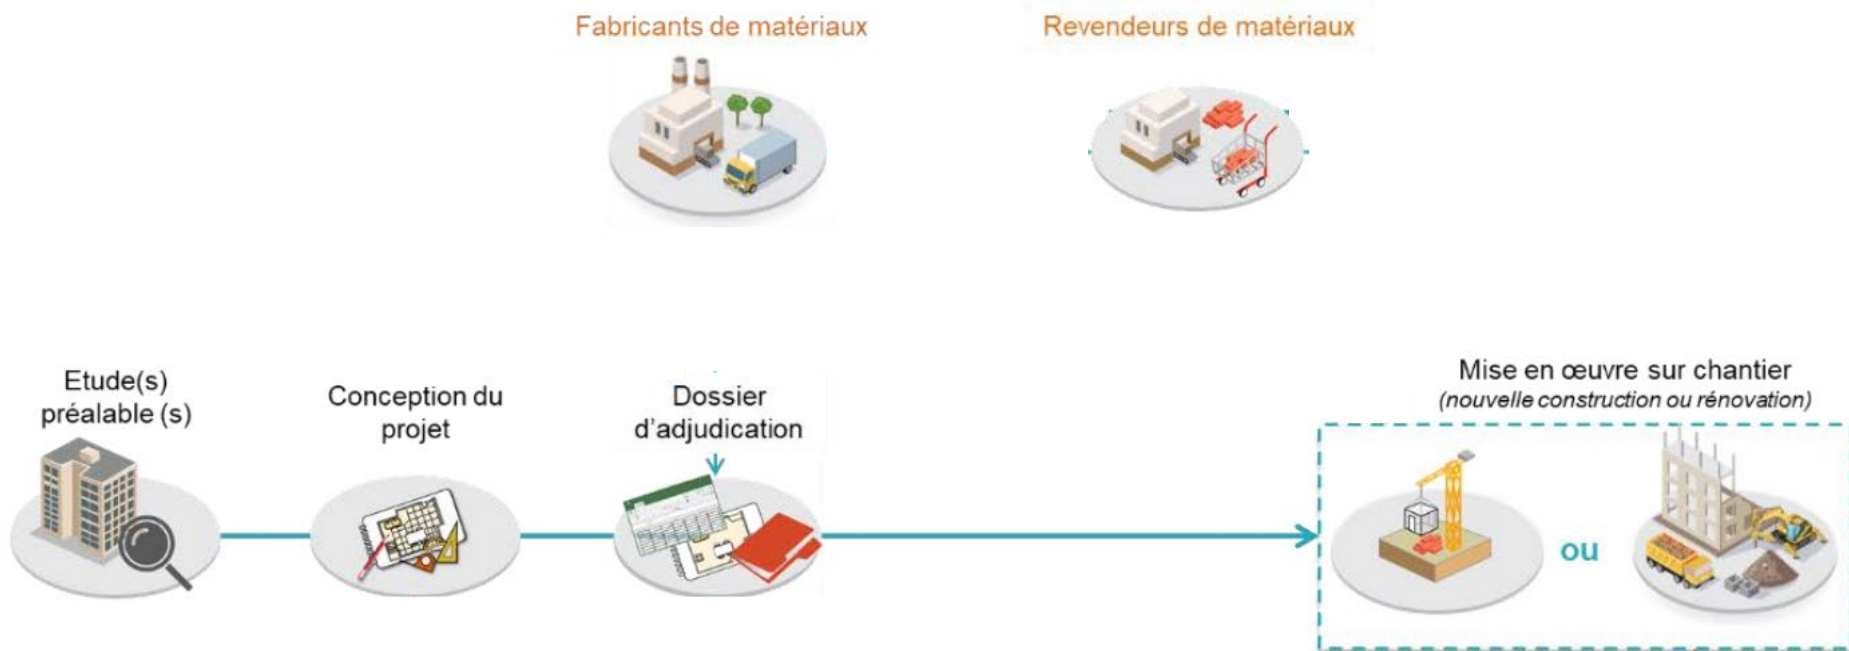 Fabricants de matériaux
Revendeurs de matériaux
Etude(s)
préalable (s)
Conception du
projet
Dossier
d'adjudication
Mise en œuvre sur chantier
(nouvelle construction ou rénovation)
ou